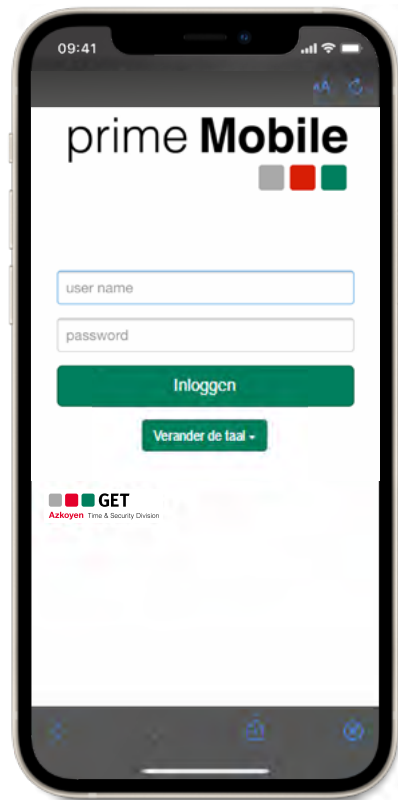 09:41
AA
prime Mobile
user name
password
Inloggen
Verander de taal
GET
Azkoyen Time & Security Division